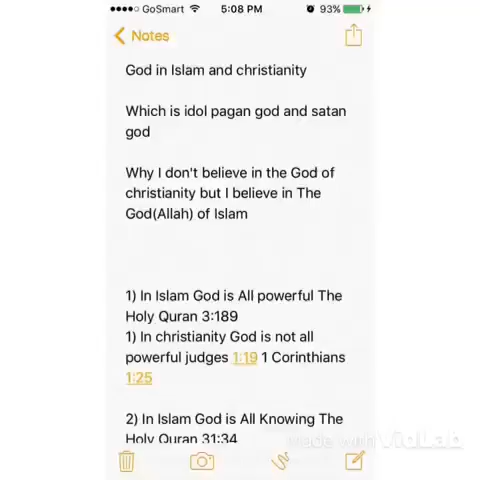 GoSmart 5:08 PM 93%
Notes
God in Islam and christianity
Which is idol pagan god and satan
god
Why I don't believe in the God of
christianity but I believe in The
God(Allah) of Islam
1) In Islam God is All powerful The
Holy Quran 3:189
1) In christianity God is not all
powerful judges 1:19 1 Corinthians
1:25
2) In Islam God is All Knowing The
Holy Quran 31:34
Made with VidLab